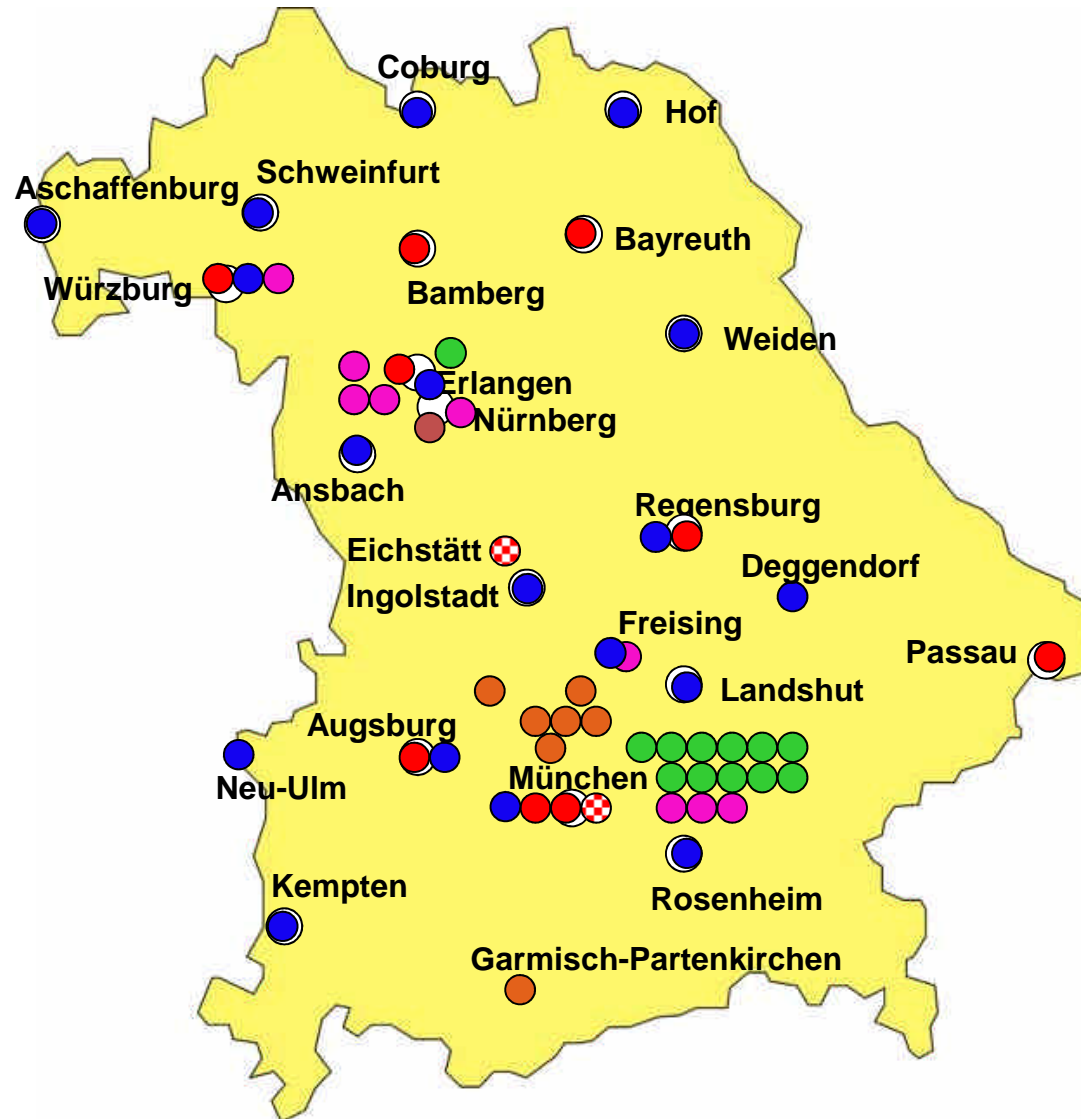 Coburg
Hof
Schweinfurt
Aschaffenburg
Bayreuth
Würzburg
Bamberg
Weiden
Erlangen
Nürnberg
Ansbach
Regensburg
Eichstätt
Deggendorf
Ingolstadt
Freising
Passau
Landshut
Augsburg
München
Neu-Ulm
Kempten
Rosenheim
Garmisch-Partenkirchen